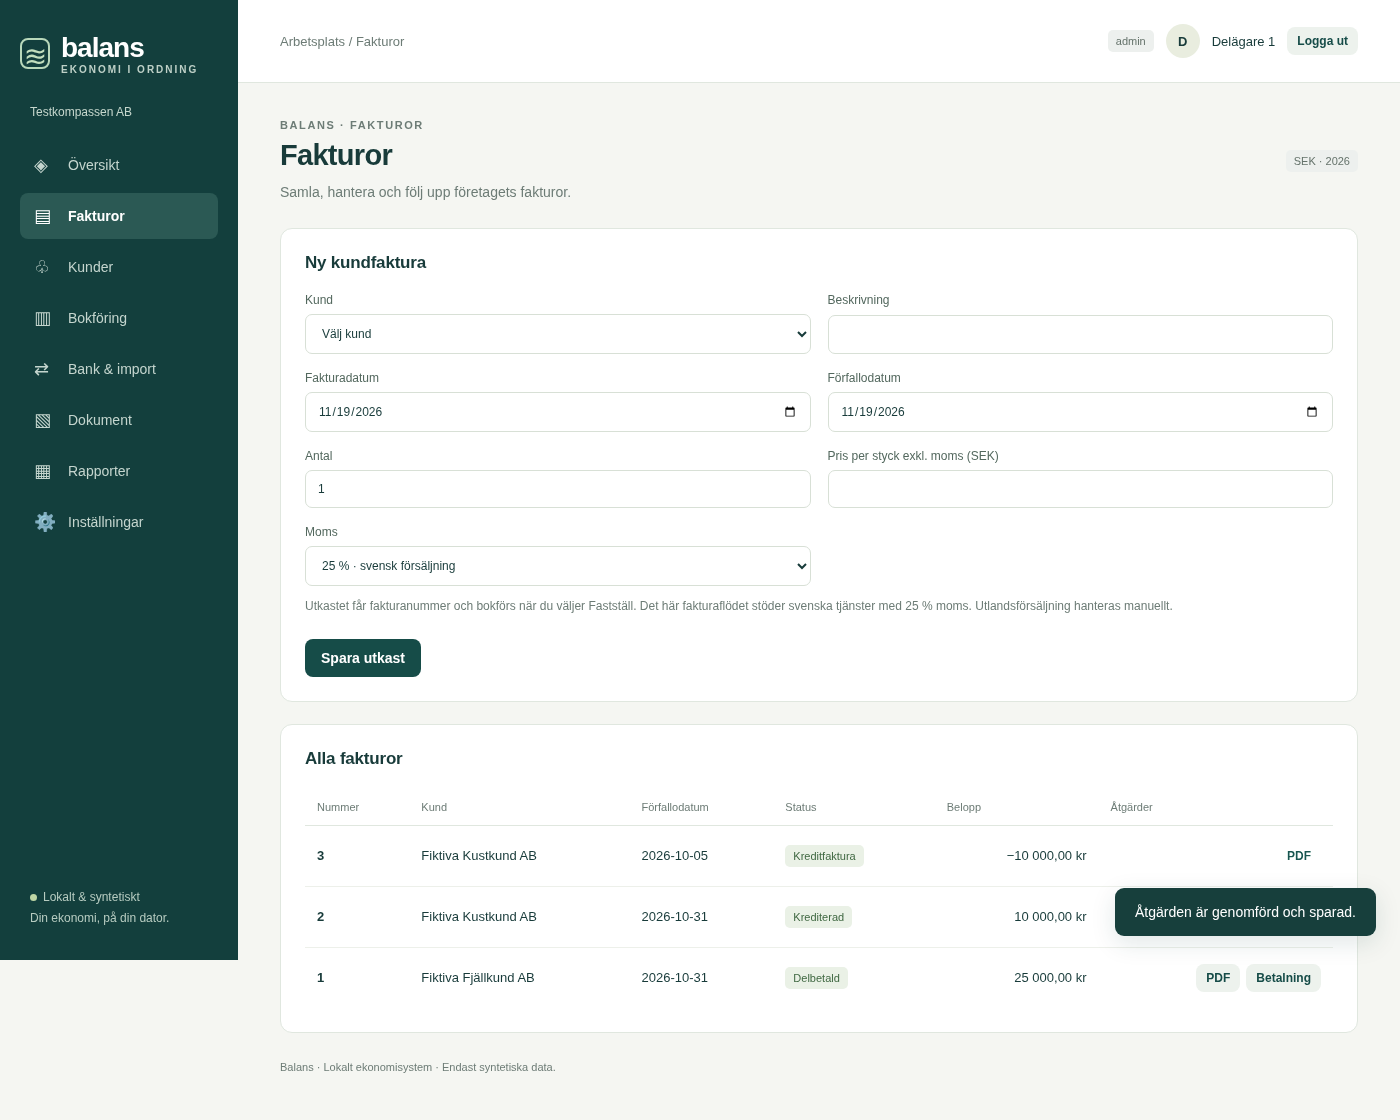 balans
EKONOMI I ORDNING
Testkompassen AB
Översikt
Fakturor
Kunder
Bokföring
Bank & import
Dokument
Rapporter
Inställningar
Lokalt & syntetiskt
Din ekonomi, på din dator.
Arbetsplats / Fakturor
admin D Delägare 1 Logga ut
BALANS · FAKTUROR
Fakturor
SEK · 2026
Samla, hantera och följ upp företagets fakturor.
Ny kundfaktura
Kund Beskrivning
Välj kund
Fakturadatum Förfallodatum
11/19/2026 11/19/2026
Antal Pris per styck exkl. moms (SEK)
1
Moms
25 % · svensk försäljning
Utkastet får fakturanummer och bokförs när du väljer Fastställ. Det här fakturaflödet stöder svenska tjänster med 25 % moms. Utlandsförsäljning hanteras manuellt.
Spara utkast
Alla fakturor
Nummer Kund Förfallodatum Status Belopp Åtgärder
3 Fiktiva Kustkund AB 2026-10-05 Kreditfaktura −10 000,00 kr PDF
2 Fiktiva Kustkund AB 2026-10-31 Krediterad 10 000,00 kr
Åtgärden är genomförd och sparad.
1 Fiktiva Fjällkund AB 2026-10-31 Delbetald 25 000,00 kr PDF Betalning
Balans · Lokalt ekonomisystem · Endast syntetiska data.